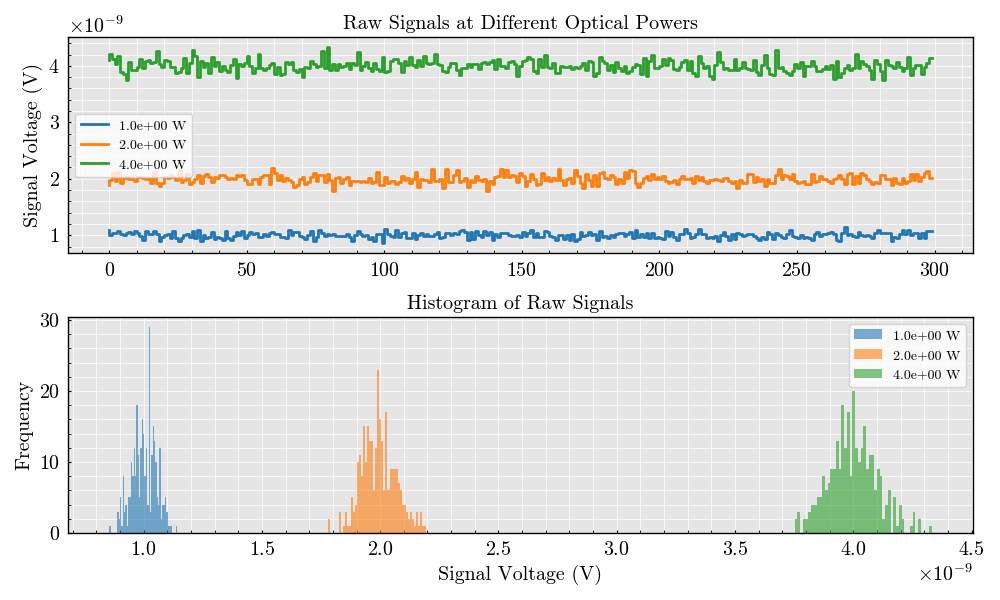 Raw Signals at Different Optical Powers
×10⁻⁹
Signal Voltage (V)
4
3
2
1
1.0e+00 W
2.0e+00 W
4.0e+00 W
0 50 100 150 200 250 300
Histogram of Raw Signals
Frequency
30
20
10
0
1.0e+00 W
2.0e+00 W
4.0e+00 W
1.0 1.5 2.0 2.5 3.0 3.5 4.0 4.5
Signal Voltage (V)
×10⁻⁹